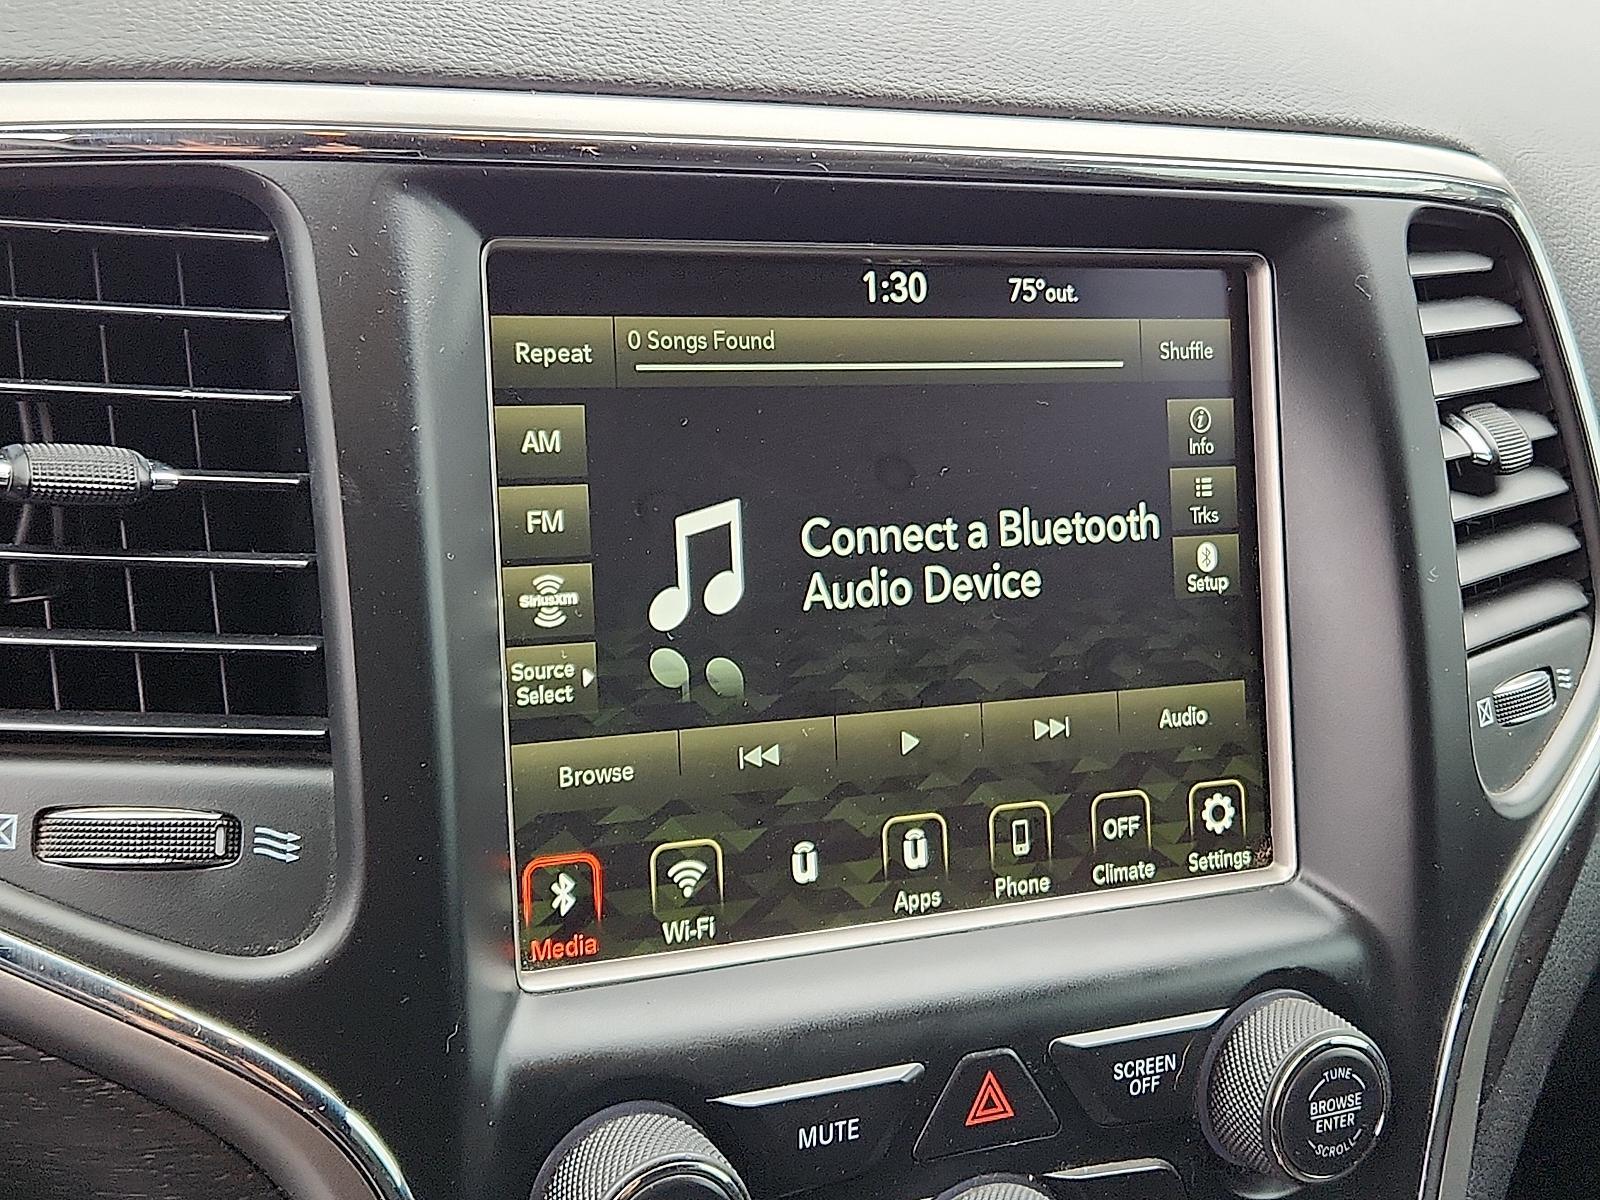 1:30 75°out.
Repeat
0 Songs Found
Shuffle
AM
FM
SiriusXM
Source
Select
Connect a Bluetooth
Audio Device
Info
Trks
Setup
Browse
Audio
Media
Wi-Fi
Apps
Phone
OFF
Climate
Settings
MUTE
SCREEN
OFF
TUNE
BROWSE
ENTER
SCROLL